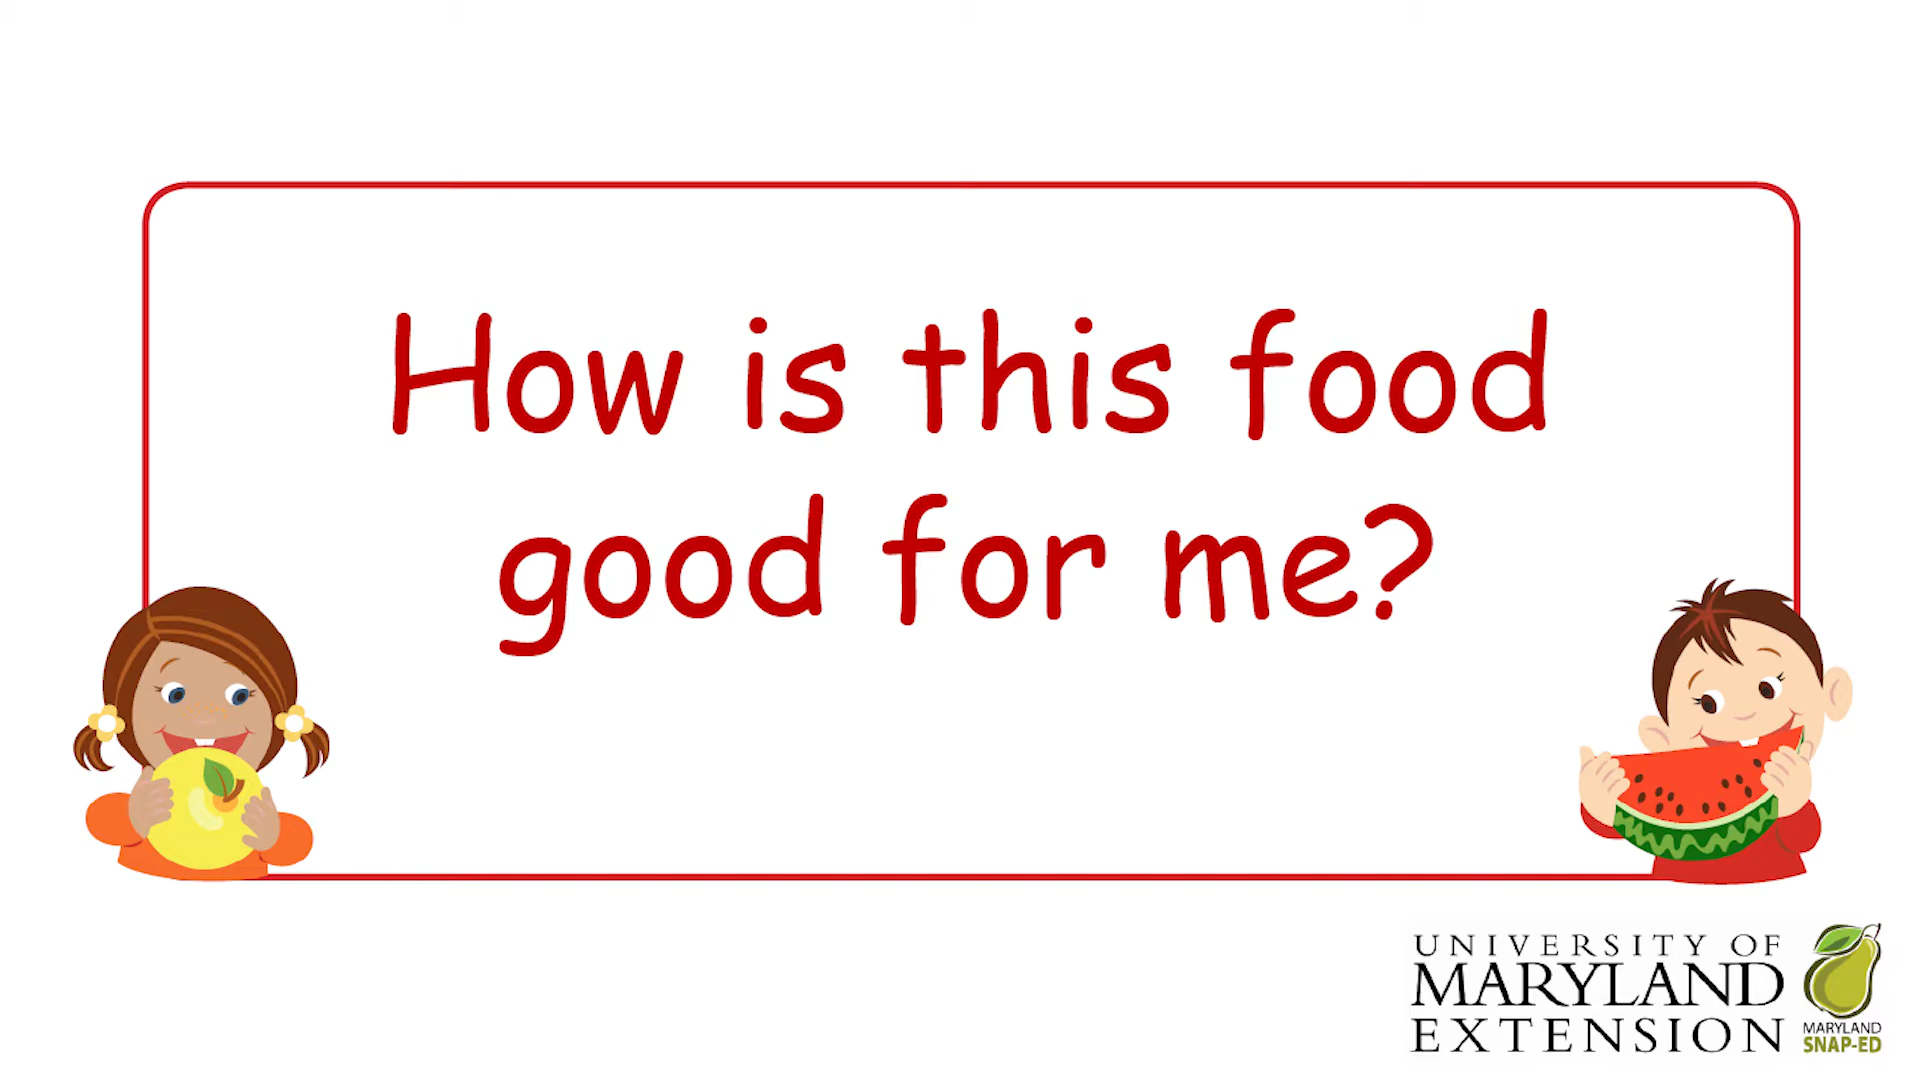 How is this food
good for me?
UNIVERSITY OF
MARYLAND
EXTENSION
MARYLAND
SNAP-ED